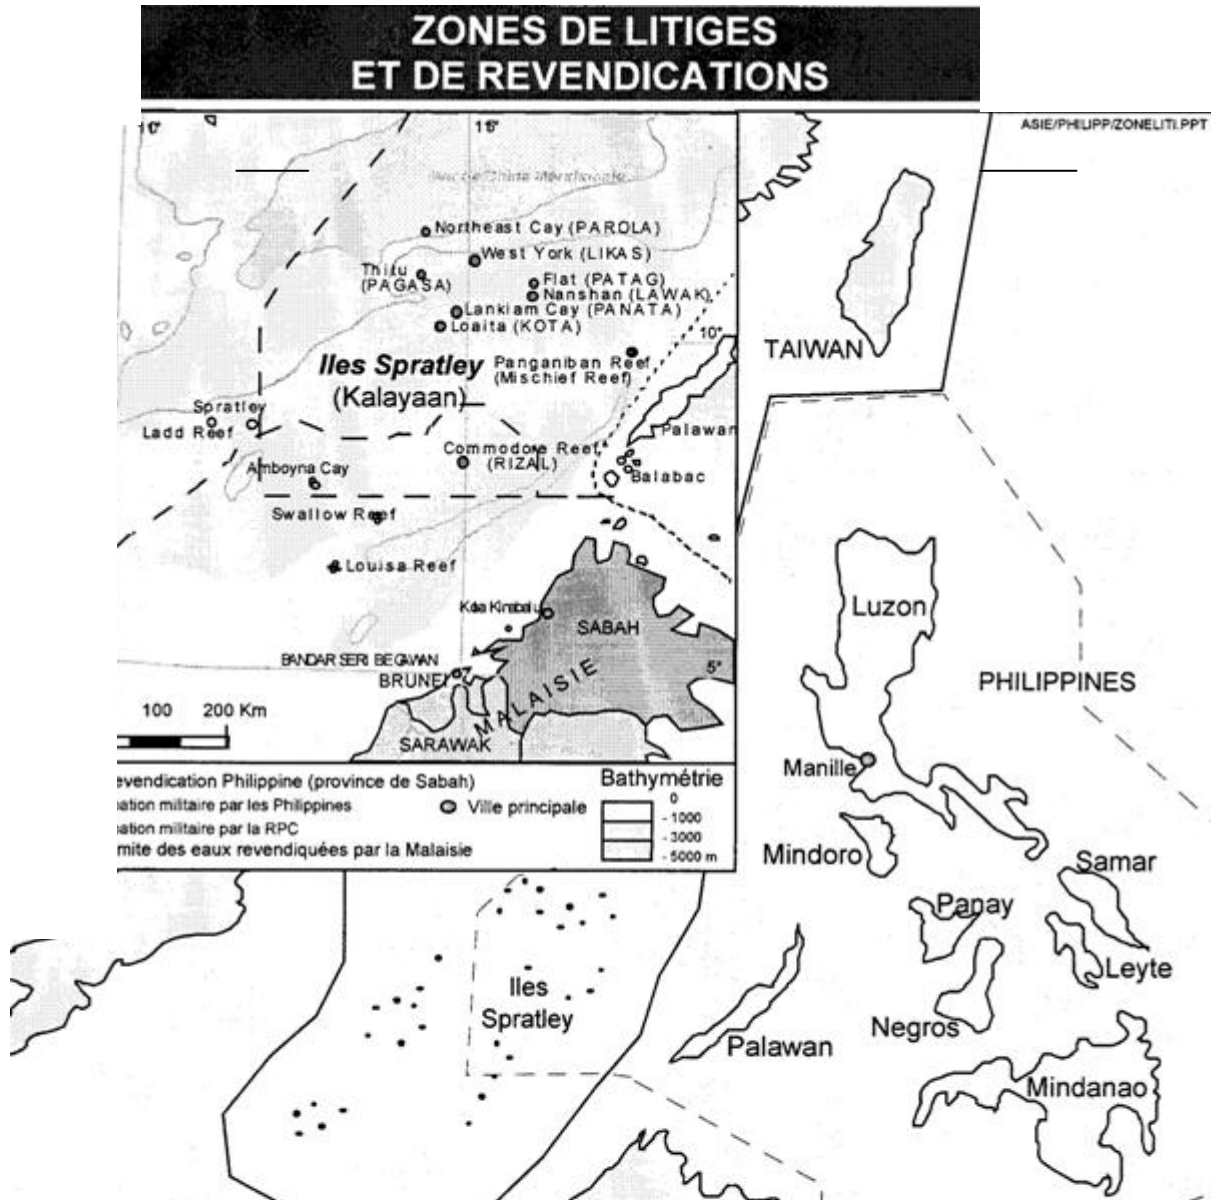 ZONES DE LITIGES
ET DE REVENDICATIONS
ASIE/PHILIPP/ZONELITI.PPT
Northeast Cay (PAROLA)
West York (LIKAS)
Thitu
(PAGASA)
Flat (PATAG)
Nanshan (LAWAK)
Lankiam Cay (PANATA)
Loaita (KOTA)
10°
TAIWAN
Iles Spratley
(Kalayaan)
Panganiban Reef
(Mischief Reef)
Spratley
Ladd Reef
Palawan
Commodore Reef
(RIZAL)
Amboyna Cay
Balabac
Swallow Reef
Louisa Reef
Luzon
Kota Kinabalu
SABAH
BANDAR SERI BEGAWAN
BRUNEI
MALAISIE
5°
PHILIPPINES
100 200 Km
SARAWAK
Manille
evendication Philippine (province de Sabah)
ation militaire par les Philippines
Ville principale
ation militaire par la RPC
mite des eaux revendiquées par la Malaisie
Bathymétrie
0
- 1000
- 3000
- 5000 m
Mindoro
Samar
Panay
Leyte
Iles
Spratley
Negros
Palawan
Mindanao